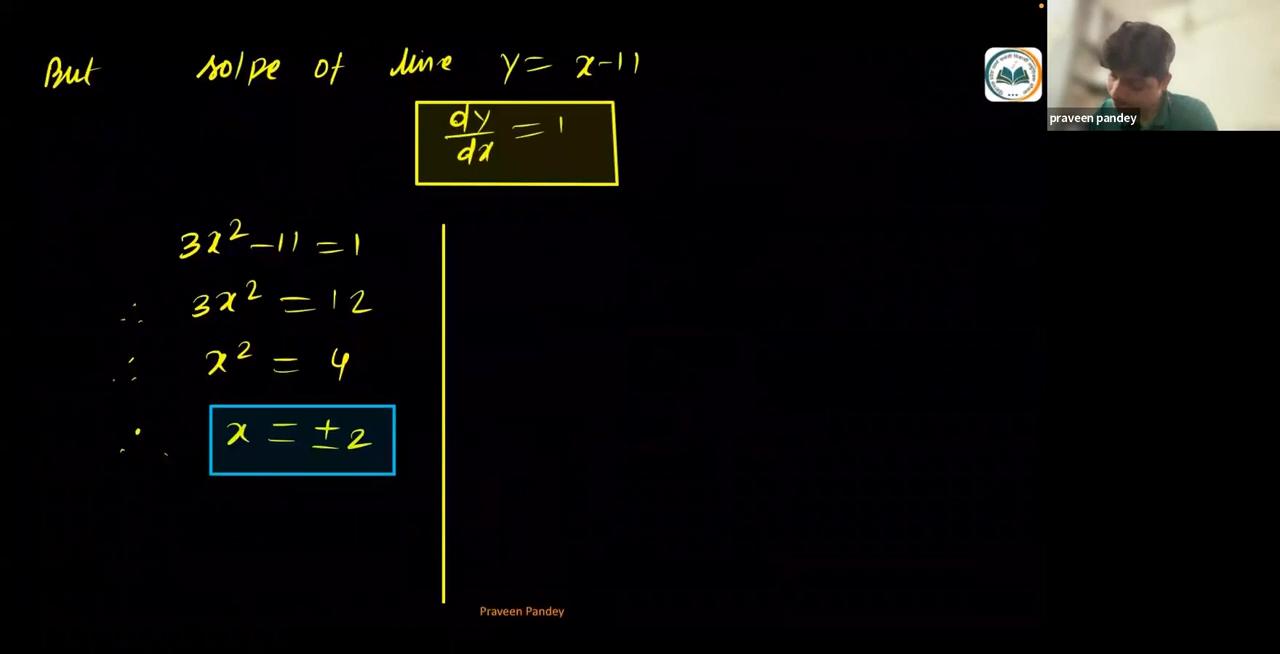 But solpe of line y = x-11
dy/dx = 1
3x² - 11 = 1
∴ 3x² = 12
∴ x² = 4
∴ x = ±2
praveen pandey
Praveen Pandey